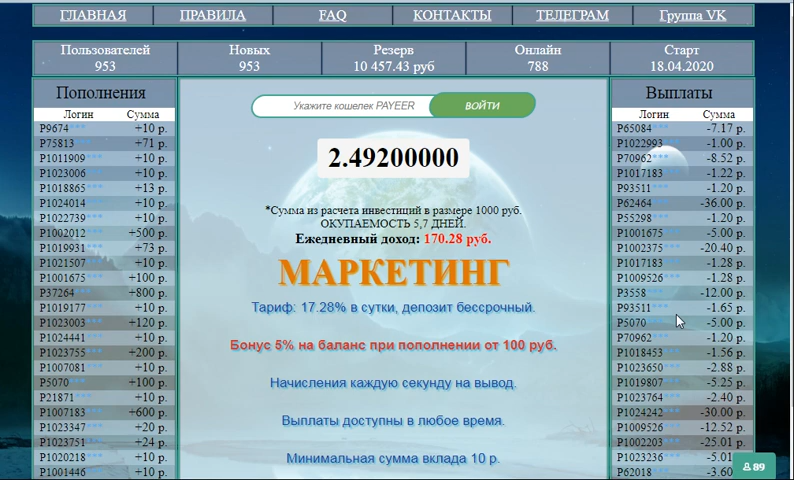 ГЛАВНАЯ ПРАВИЛА FAQ КОНТАКТЫ ТЕЛЕГРАМ Группа VK
Пользователей Новых Резерв Онлайн Старт
953 953 10 457.43 руб 788 18.04.2020
Пополнения
Логин Сумма
P9674*** +10 р.
P75813*** +71 р.
P1011909*** +10 р.
P1023006*** +10 р.
P1018865*** +13 р.
P1024014*** +10 р.
P1022739*** +10 р.
P1002012*** +500 р.
P1019931*** +73 р.
P1021507*** +10 р.
P1001675*** +100 р.
P37264*** +800 р.
P1019177*** +10 р.
P1023003*** +120 р.
P1024441*** +10 р.
P1023755*** +200 р.
P1007081*** +10 р.
P5070*** +100 р.
P21871*** +10 р.
P1007183*** +600 р.
P1023347*** +20 р.
P1023751*** +24 р.
P1020218*** +10 р.
P1001446 +10 р.
Укажите кошелек PAYEER ВОЙТИ
2.49200000
*Сумма из расчета инвестиций в размере 1000 руб.
ОКУПАЕМОСТЬ 5,7 ДНЕЙ.
Ежедневный доход: 170.28 руб.
МАРКЕТИНГ
Тариф: 17.28% в сутки, депозит бессрочный.
Бонус 5% на баланс при пополнении от 100 руб.
Начисления каждую секунду на вывод.
Выплаты доступны в любое время.
Минимальная сумма вклада 10 р.
Выплаты
Логин Сумма
P65084*** -7.17 р.
P1022993*** -1.00 р.
P70962*** -8.52 р.
P1017183*** -1.22 р.
P93511*** -1.20 р.
P62464*** -36.00 р.
P55298*** -1.20 р.
P1001675*** -5.00 р.
P1002375*** -20.40 р.
P1017183*** -1.28 р.
P1009526*** -1.28 р.
P3558*** -12.00 р.
P93511*** -1.65 р.
P5070*** -5.00 р.
P70962*** -1.20 р.
P1018453*** -1.56 р.
P1023650*** -2.88 р.
P1019807*** -5.25 р.
P1023764*** -2.40 р.
P1024242*** -30.00 р.
P1009526*** -12.52 р.
P1002203*** -25.01 р.
P1023236*** -5.01
P62018*** -3.60
89